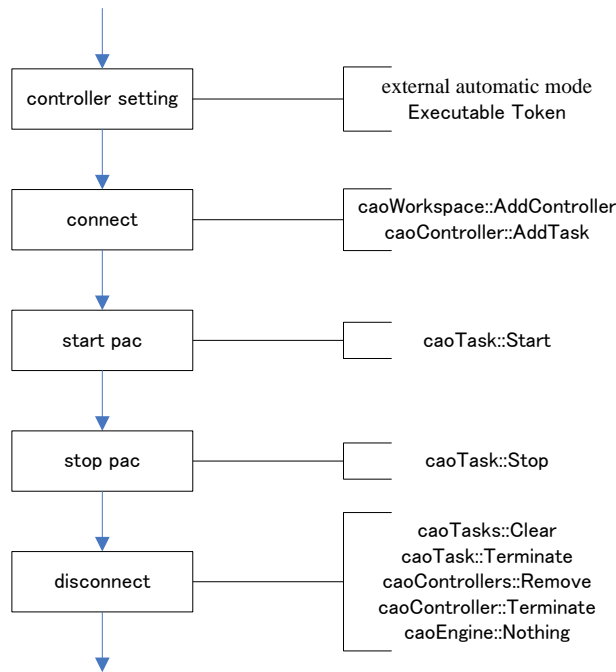 controller setting
external automatic mode
Executable Token
connect
caoWorkspace::AddController
caoController::AddTask
start pac
caoTask::Start
stop pac
caoTask::Stop
disconnect
caoTasks::Clear
caoTask::Terminate
caoControllers::Remove
caoController::Terminate
caoEngine::Nothing